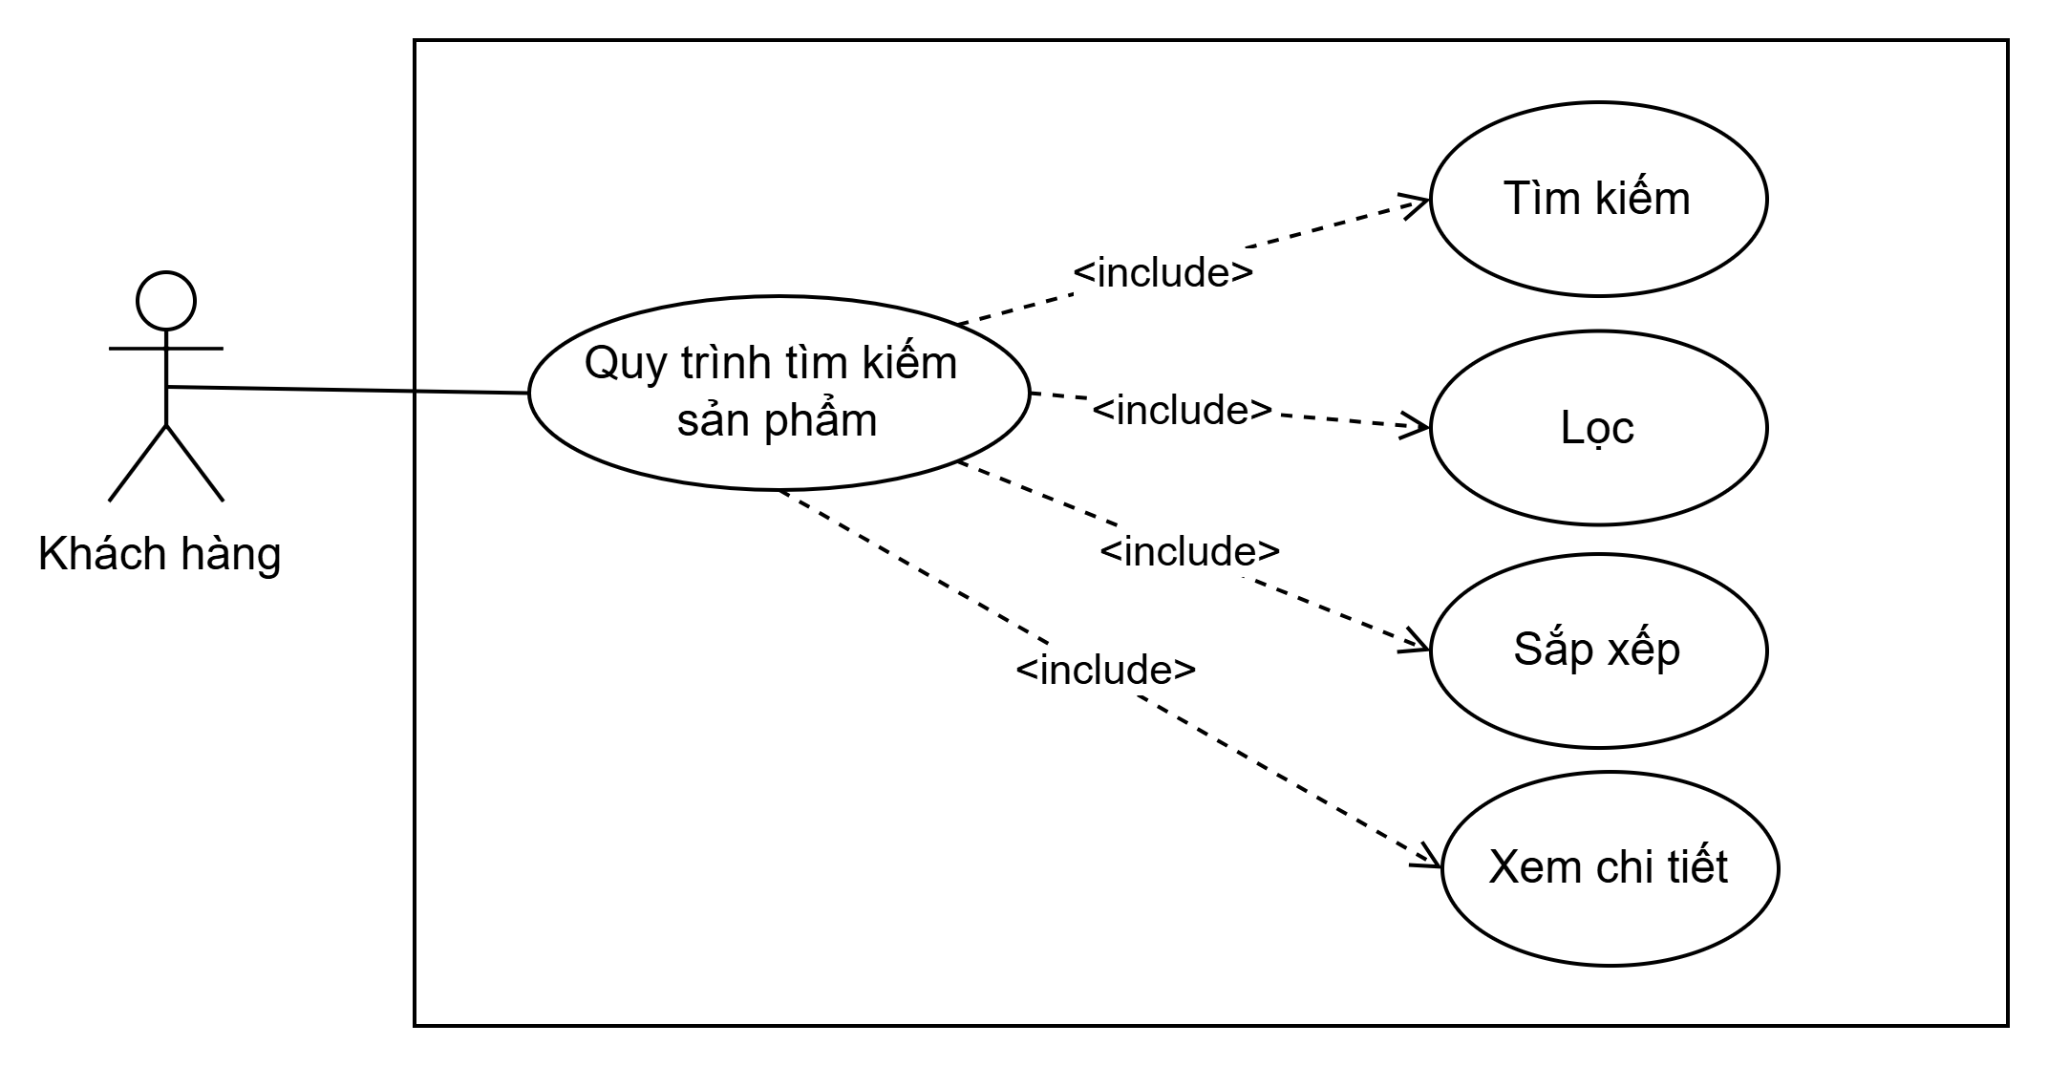 Khách hàng
Quy trình tìm kiếm
sản phẩm
<include>
Tìm kiếm
<include>
Lọc
<include>
Sắp xếp
<include>
Xem chi tiết